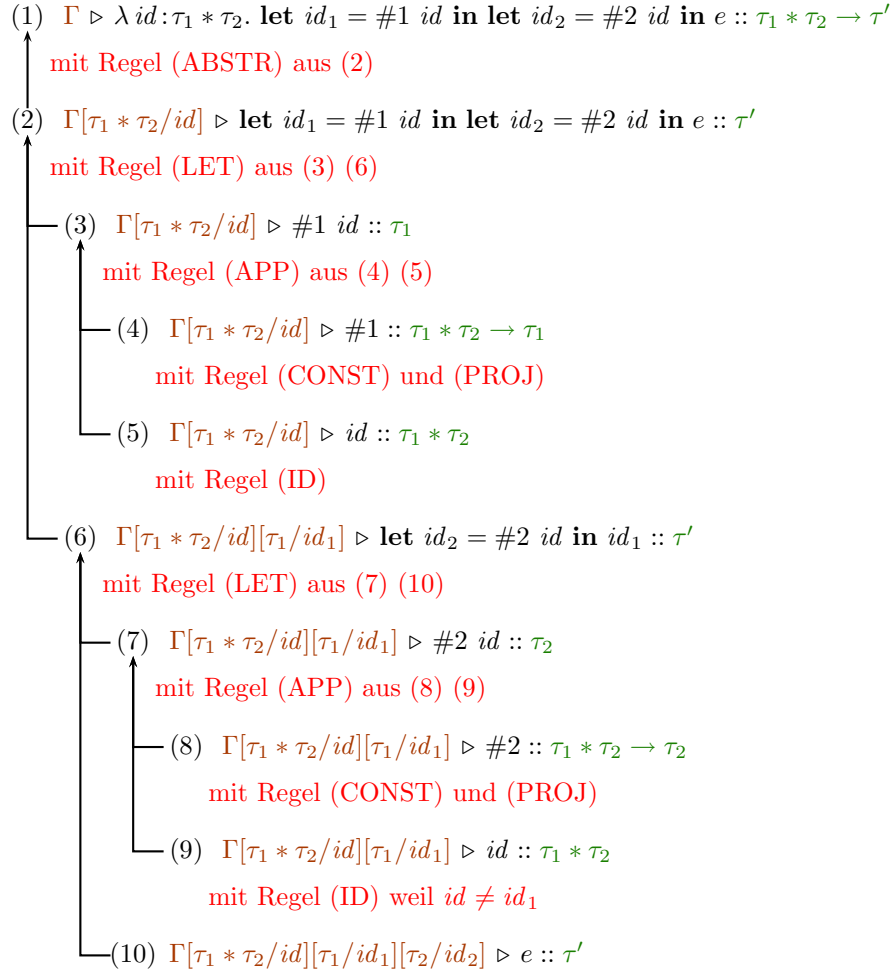 (1) Γ ▷ λ id : τ₁ * τ₂. let id₁ = #1 id in let id₂ = #2 id in e :: τ₁ * τ₂ → τ′
mit Regel (ABSTR) aus (2)
(2) Γ[τ₁ * τ₂/id] ▷ let id₁ = #1 id in let id₂ = #2 id in e :: τ′
mit Regel (LET) aus (3) (6)
(3) Γ[τ₁ * τ₂/id] ▷ #1 id :: τ₁
mit Regel (APP) aus (4) (5)
(4) Γ[τ₁ * τ₂/id] ▷ #1 :: τ₁ * τ₂ → τ₁
mit Regel (CONST) und (PROJ)
(5) Γ[τ₁ * τ₂/id] ▷ id :: τ₁ * τ₂
mit Regel (ID)
(6) Γ[τ₁ * τ₂/id][τ₁/id₁] ▷ let id₂ = #2 id in id₁ :: τ′
mit Regel (LET) aus (7) (10)
(7) Γ[τ₁ * τ₂/id][τ₁/id₁] ▷ #2 id :: τ₂
mit Regel (APP) aus (8) (9)
(8) Γ[τ₁ * τ₂/id][τ₁/id₁] ▷ #2 :: τ₁ * τ₂ → τ₂
mit Regel (CONST) und (PROJ)
(9) Γ[τ₁ * τ₂/id][τ₁/id₁] ▷ id :: τ₁ * τ₂
mit Regel (ID) weil id ≠ id₁
(10) Γ[τ₁ * τ₂/id][τ₁/id₁][τ₂/id₂] ▷ e :: τ′